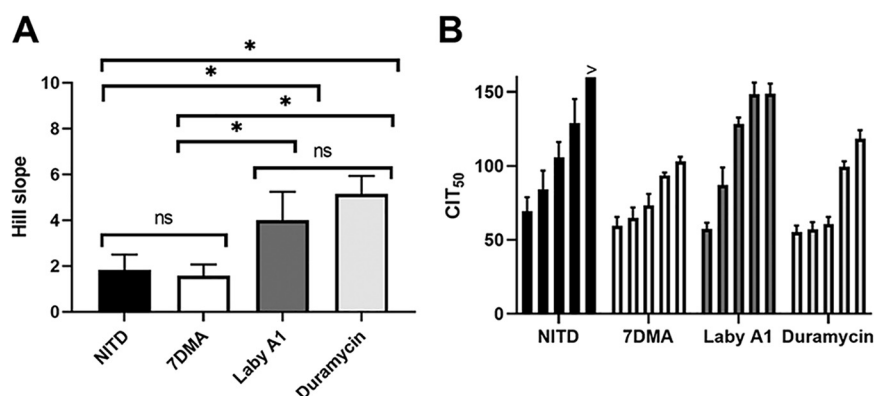 A
Hill slope
10
8
6
4
2
0
*
*
*
*
ns
ns
NITD
7DMA
Laby A1
Duramycin
B
CIT50
150
100
50
0
>
NITD
7DMA
Laby A1
Duramycin